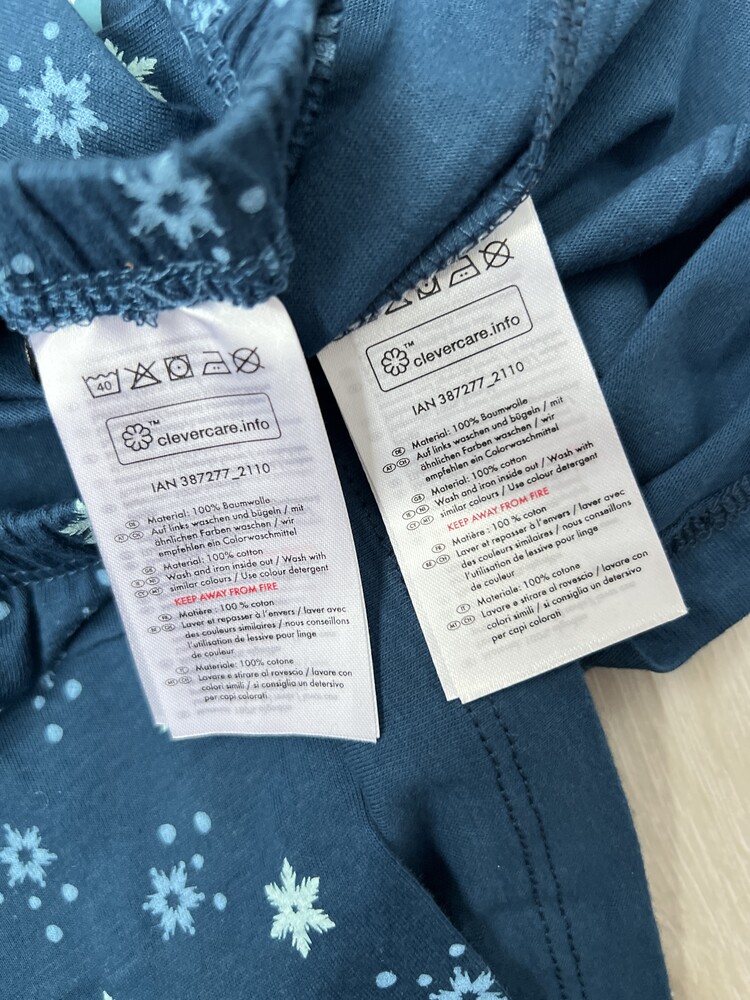 40
clevercare.info™
IAN 387277_2110
Material: 100% Baumwolle
Auf links waschen und bügeln / mit
ähnlichen Farben waschen / wir
empfehlen ein Colorwaschmittel
Material: 100% cotton
Wash and iron inside out / Wash with
similar colours / Use colour detergent
KEEP AWAY FROM FIRE
Matière : 100 % coton
Laver et repasser à l'envers / laver avec
des couleurs similaires / nous conseillons
l'utilisation de lessive pour linge
de couleur
Materiale: 100% cotone
Lavare e stirare al rovescio / lavare con
colori simili / si consiglia un detersivo
per capi colorati
clevercare.info™
IAN 387277_2110
Material: 100% Baumwolle
Auf links waschen und bügeln / mit
ähnlichen Farben waschen / wir
empfehlen ein Colorwaschmittel
Material: 100% cotton
Wash and iron inside out / Wash with
similar colours / Use colour detergent
KEEP AWAY FROM FIRE
Matière : 100 % coton
Laver et repasser à l'envers / laver avec
des couleurs similaires / nous conseillons
l'utilisation de lessive pour linge
de couleur
Materiale: 100% cotone
Lavare e stirare al rovescio / lavare con
colori simili / si consiglia un detersivo
per capi colorati